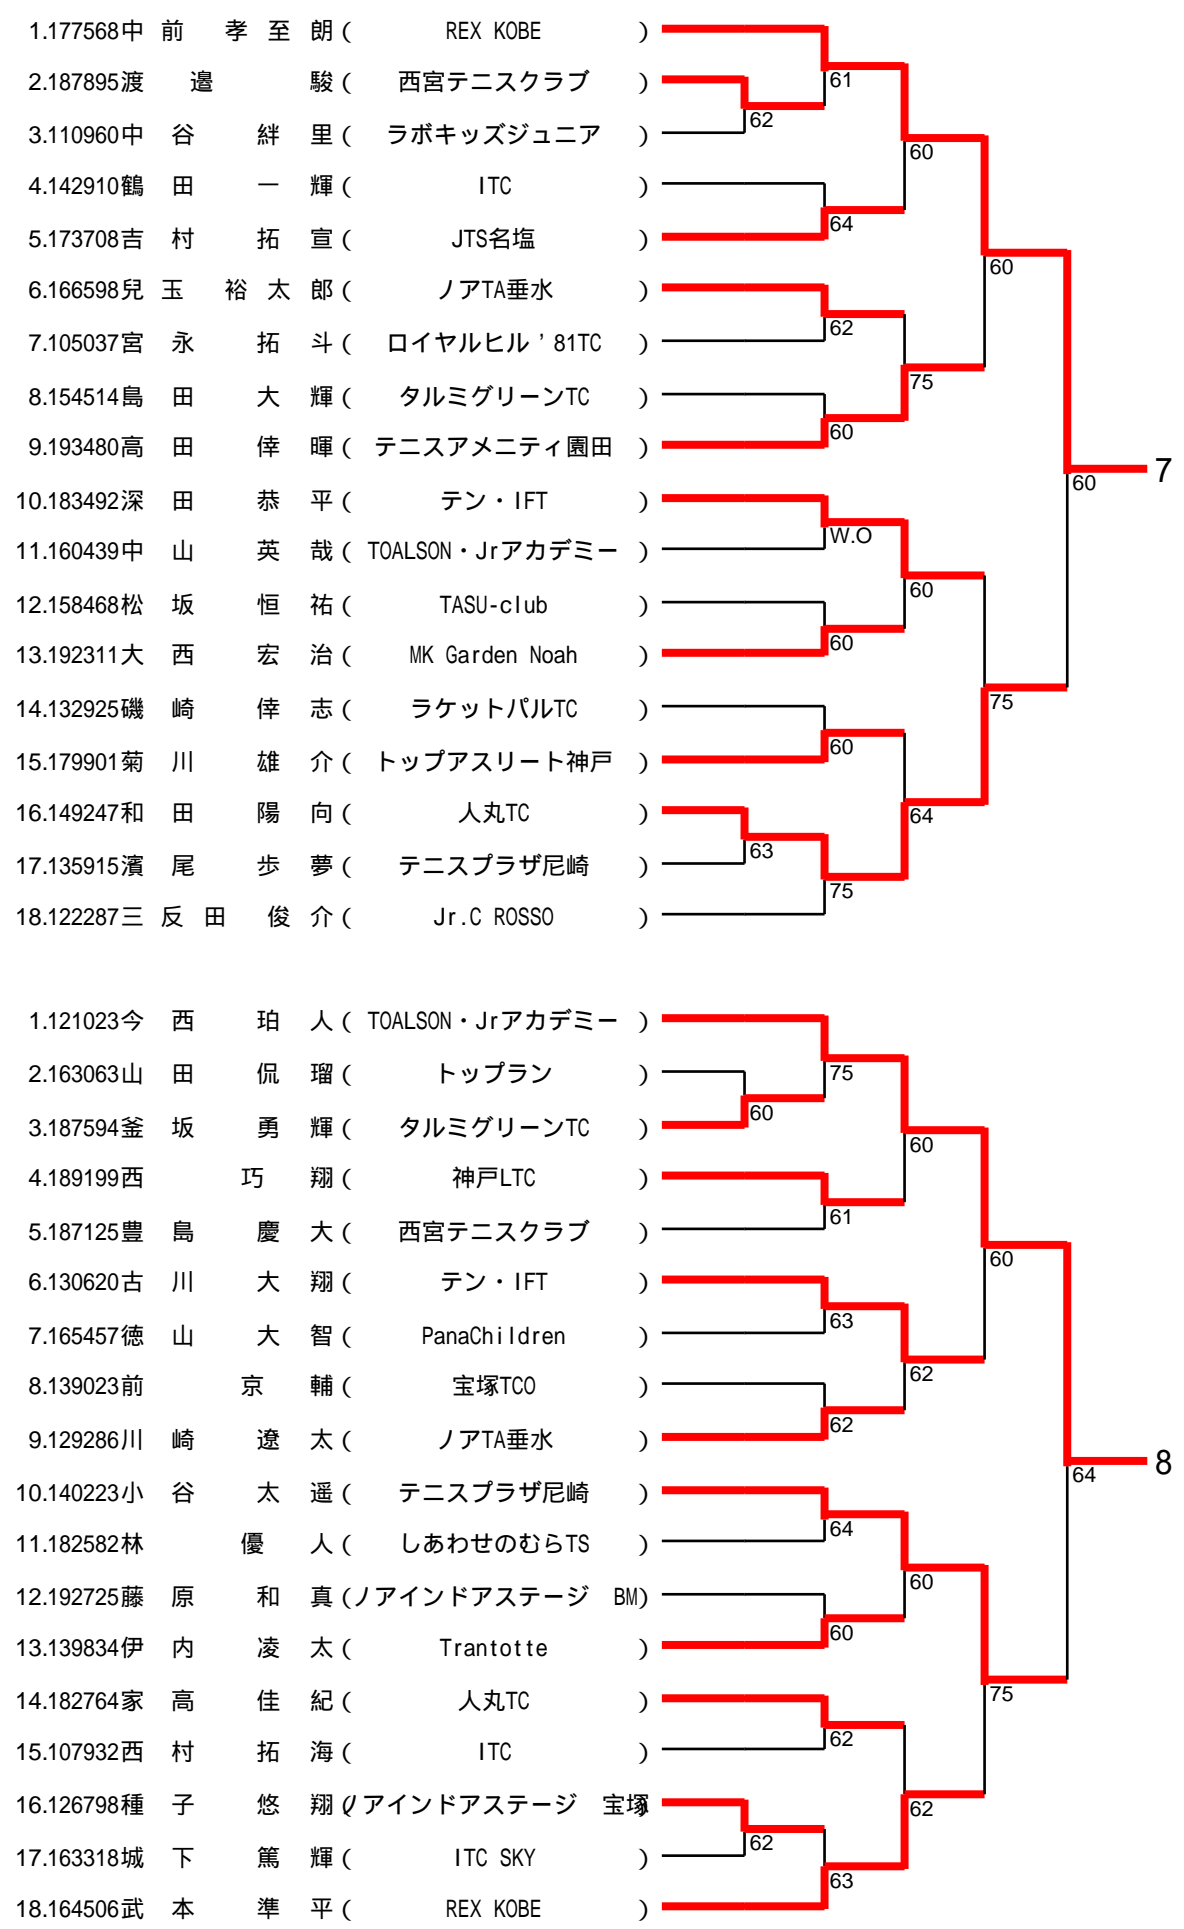 1.177568中 前 孝 至 朗 ( REX KOBE )
2.187895渡 邉 駿 ( 西宮テニスクラブ )
61
3.110960中 谷 絆 里 ( ラボキッズジュニア )
62
60
4.142910鶴 田 一 輝 ( ITC )
5.173708吉 村 拓 宣 ( JTS名塩 )
64
60
6.166598兒 玉 裕 太 郎 ( ノアTA垂水 )
7.105037宮 永 拓 斗 ( ロイヤルヒル'81TC )
62
75
8.154514島 田 大 輝 ( タルミグリーンTC )
9.193480高 田 倖 暉 ( テニスアメニティ園田 )
60
60
7
10.183492深 田 恭 平 ( テン・IFT )
11.160439中 山 英 哉 ( TOALSON・Jrアカデミー )
W.O
60
12.158468松 坂 恒 祐 ( TASU-club )
13.192311大 西 宏 治 ( MK Garden Noah )
60
75
14.132925磯 崎 倖 志 ( ラケットパルTC )
15.179901菊 川 雄 介 ( トップアスリート神戸 )
60
16.149247和 田 陽 向 ( 人丸TC )
64
17.135915濱 尾 歩 夢 ( テニスプラザ尼崎 )
63
75
18.122287三 反 田 俊 介 ( Jr.C ROSSO )
1.121023今 西 珀 人 ( TOALSON・Jrアカデミー )
2.163063山 田 侃 瑠 ( トップラン )
75
3.187594釜 坂 勇 輝 ( タルミグリーンTC )
60
60
4.189199西 巧 翔 ( 神戸LTC )
5.187125豊 島 慶 大 ( 西宮テニスクラブ )
61
60
6.130620古 川 大 翔 ( テン・IFT )
7.165457徳 山 大 智 ( PanaChildren )
63
62
8.139023前 京 輔 ( 宝塚TCO )
9.129286川 崎 遼 太 ( ノアTA垂水 )
62
64
8
10.140223小 谷 太 遥 ( テニスプラザ尼崎 )
11.182582林 優 人 ( しあわせのむらTS )
64
60
12.192725藤 原 和 真 (ノアインドアステージ BM)
13.139834伊 内 凌 太 ( Trantotte )
60
75
14.182764家 高 佳 紀 ( 人丸TC )
15.107932西 村 拓 海 ( ITC )
62
16.126798種 子 悠 翔 (ノアインドアステージ 宝塚)
62
17.163318城 下 篤 輝 ( ITC SKY )
62
63
18.164506武 本 準 平 ( REX KOBE )